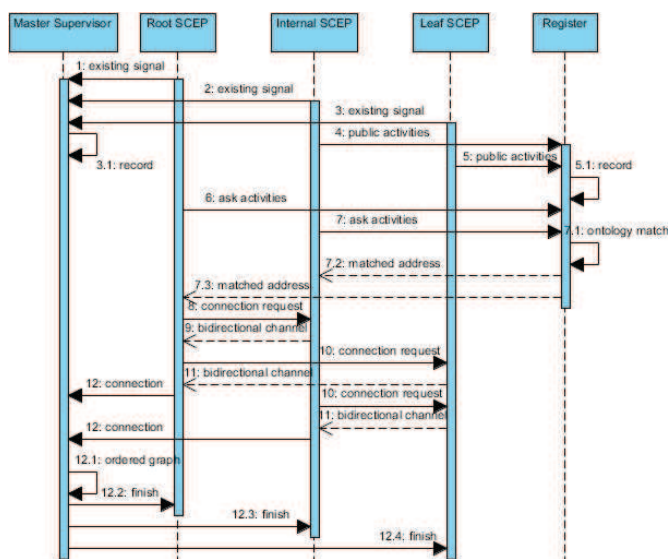 Master Supervisor
Root SCEP
Internal SCEP
Leaf SCEP
Register
1: existing signal
2: existing signal
3: existing signal
4: public activities
3.1: record
5: public activities
5.1: record
6: ask activities
7: ask activities
7.1: ontology match
7.2: matched address
7.3: matched address
8: connection request
9: bidirectional channel
10: connection request
11: bidirectional channel
12: connection
10: connection request
11: bidirectional channel
12: connection
12.1: ordered graph
12.2: finish
12.3: finish
12.4: finish